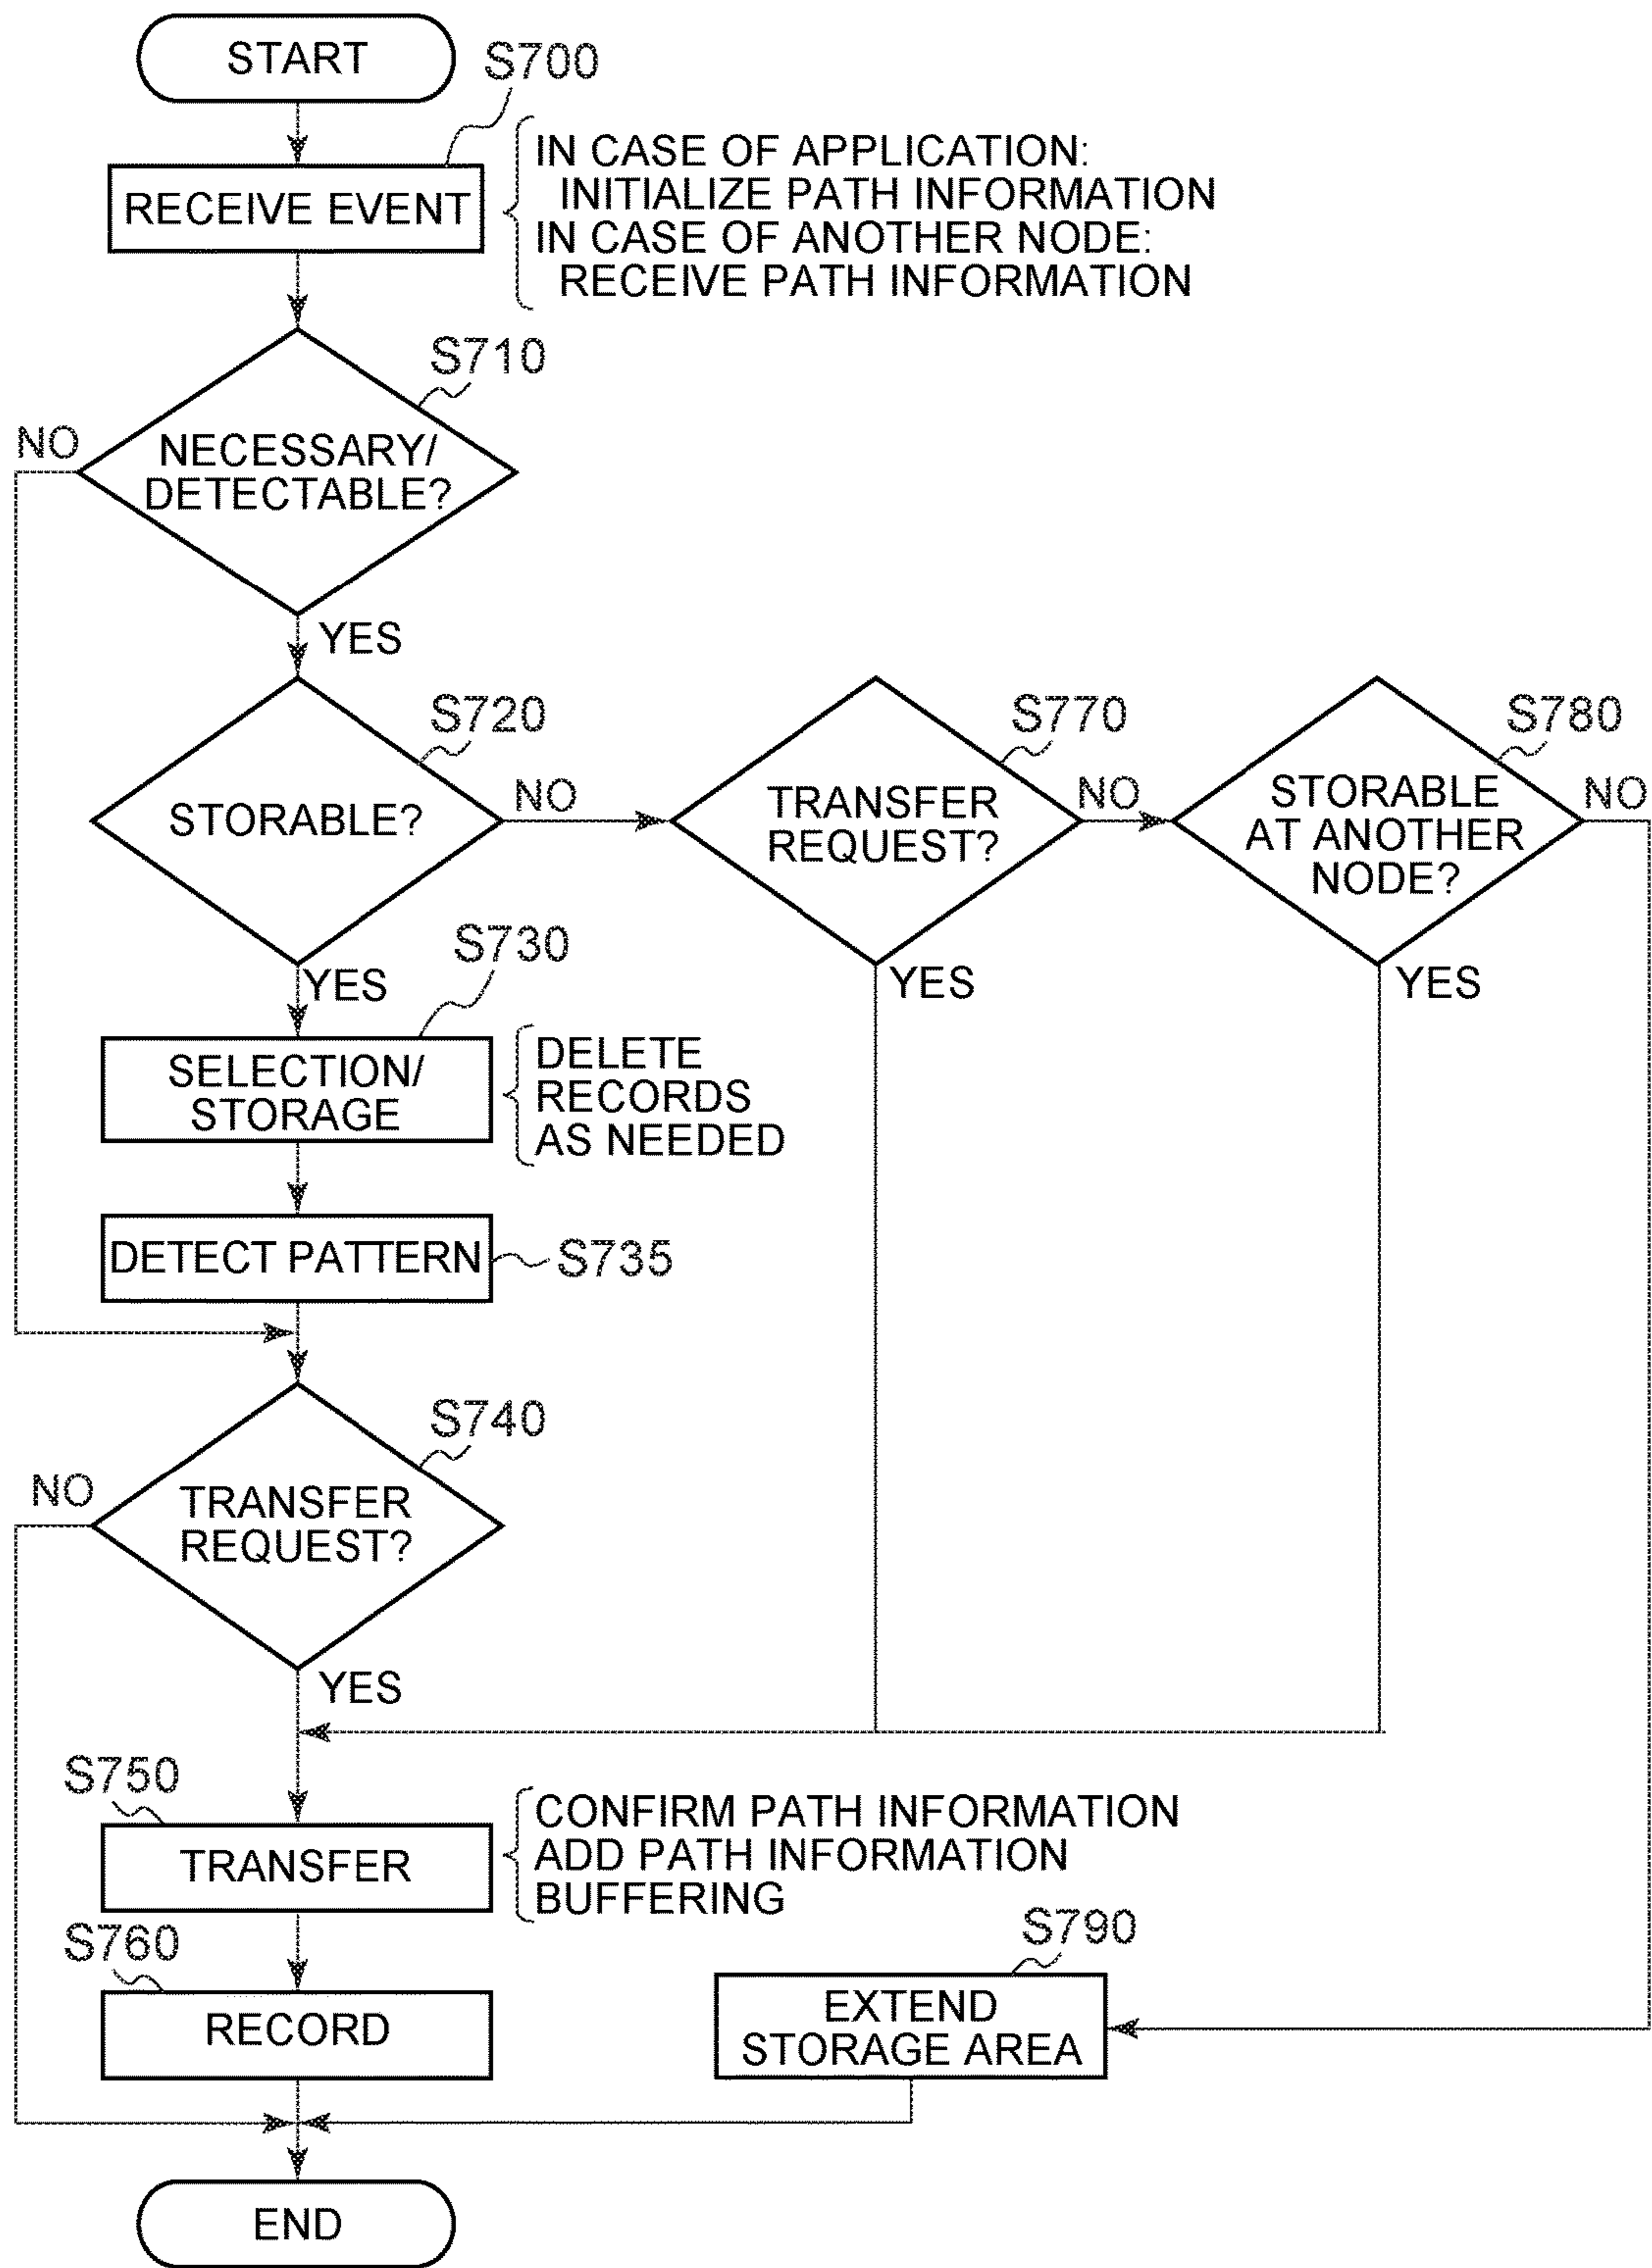 START
S700
RECEIVE EVENT
IN CASE OF APPLICATION:
INITIALIZE PATH INFORMATION
IN CASE OF ANOTHER NODE:
RECEIVE PATH INFORMATION
S710
NO
NECESSARY/
DETECTABLE?
YES
S720
STORABLE?
NO
S770
TRANSFER
REQUEST?
NO
S780
STORABLE
AT ANOTHER
NODE?
NO
YES
YES
YES
S730
SELECTION/
STORAGE
DELETE
RECORDS
AS NEEDED
DETECT PATTERN
S735
S740
NO
TRANSFER
REQUEST?
YES
S750
TRANSFER
CONFIRM PATH INFORMATION
ADD PATH INFORMATION
BUFFERING
S760
RECORD
S790
EXTEND
STORAGE AREA
END